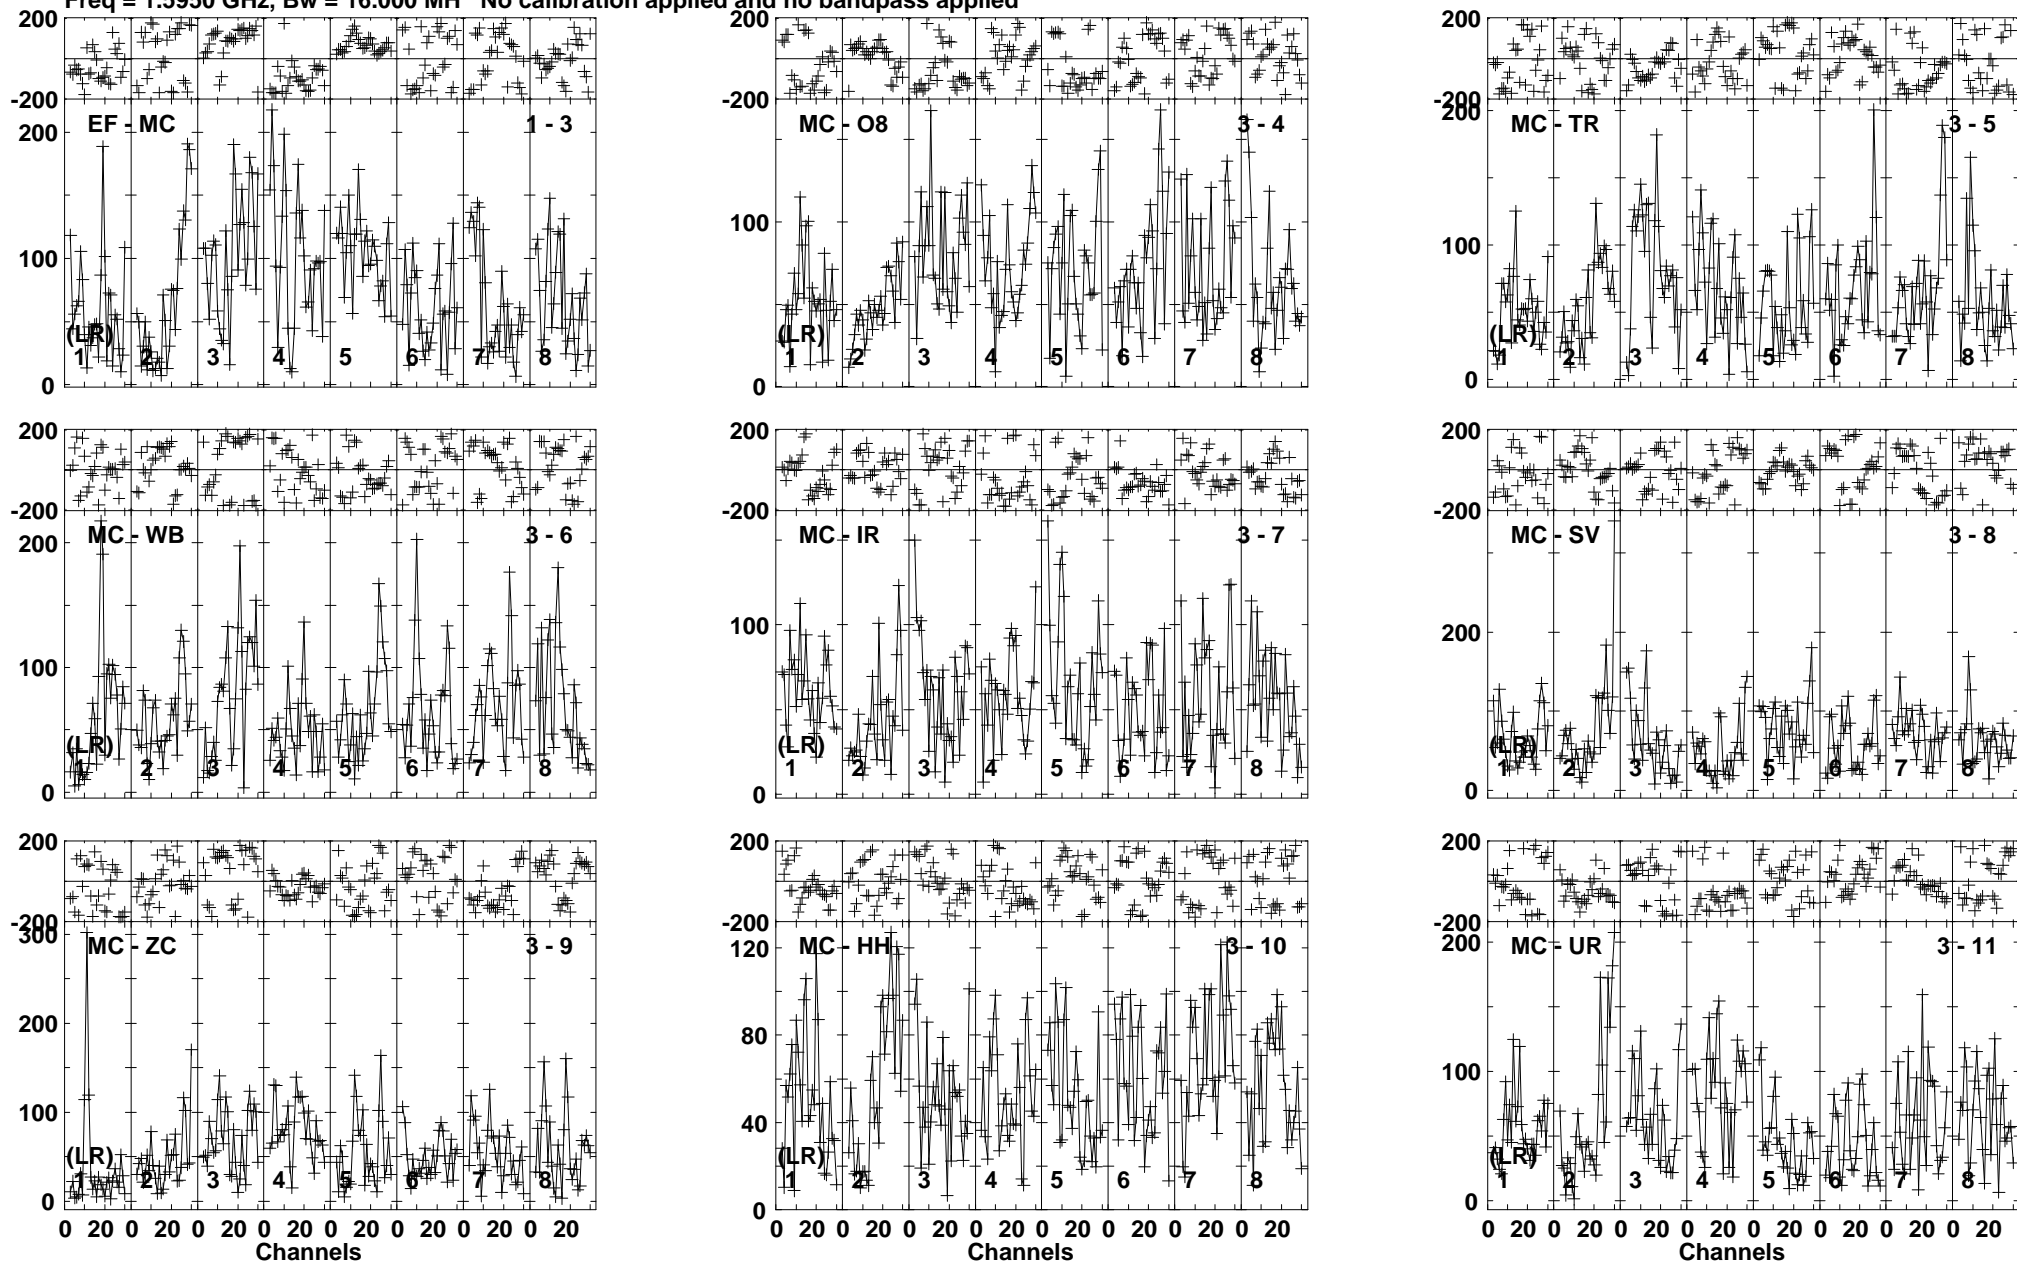 Freq = 1.5950 GHz, Bw = 16.000 MH No calibration applied and no bandpass applied
200 200 200
-200 -200 -200
EF - MC 1 - 3 MC - O8 3 - 4 MC - TR 3 - 5
200 200
100 100 100
(LR) (LR) (LR)
1 2 3 4 5 6 7 8 1 2 3 4 5 6 7 8 1 2 3 4 5 6 7 8
0 0 0
200 200 200
-200 -200 -200
MC - WB 3 - 6 MC - IR 3 - 7 MC - SV 3 - 8
200
100 100 200
(LR) (LR) (LR)
1 2 3 4 5 6 7 8 1 2 3 4 5 6 7 8 1 2 3 4 5 6 7 8
0 0 0
200 200 200
-200 -200 -200
MC - ZC 3 - 9 MC - HH 3 - 10 MC - UR 3 - 11
300 120 200
200 80
100 40 100
(LR) (LR) (LR)
1 2 3 4 5 6 7 8 1 2 3 4 5 6 7 8 1 2 3 4 5 6 7 8
0 0 0
0 20 0 20 0 20 0 20 0 20 0 20 0 20 0 20 0 20 0 20 0 20 0 20 0 20 0 20 0 20 0 20 0 20 0 20 0 20 0 20 0 20 0 20 0 20 0 20
Channels Channels Channels